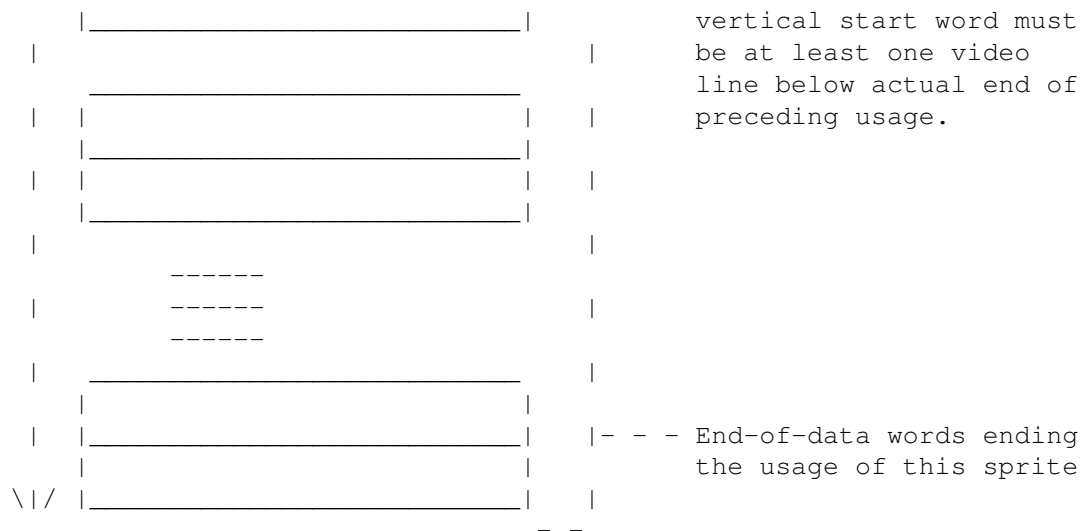 vertical start word must
be at least one video
line below actual end of
preceding usage.
End-of-data words ending
the usage of this sprite